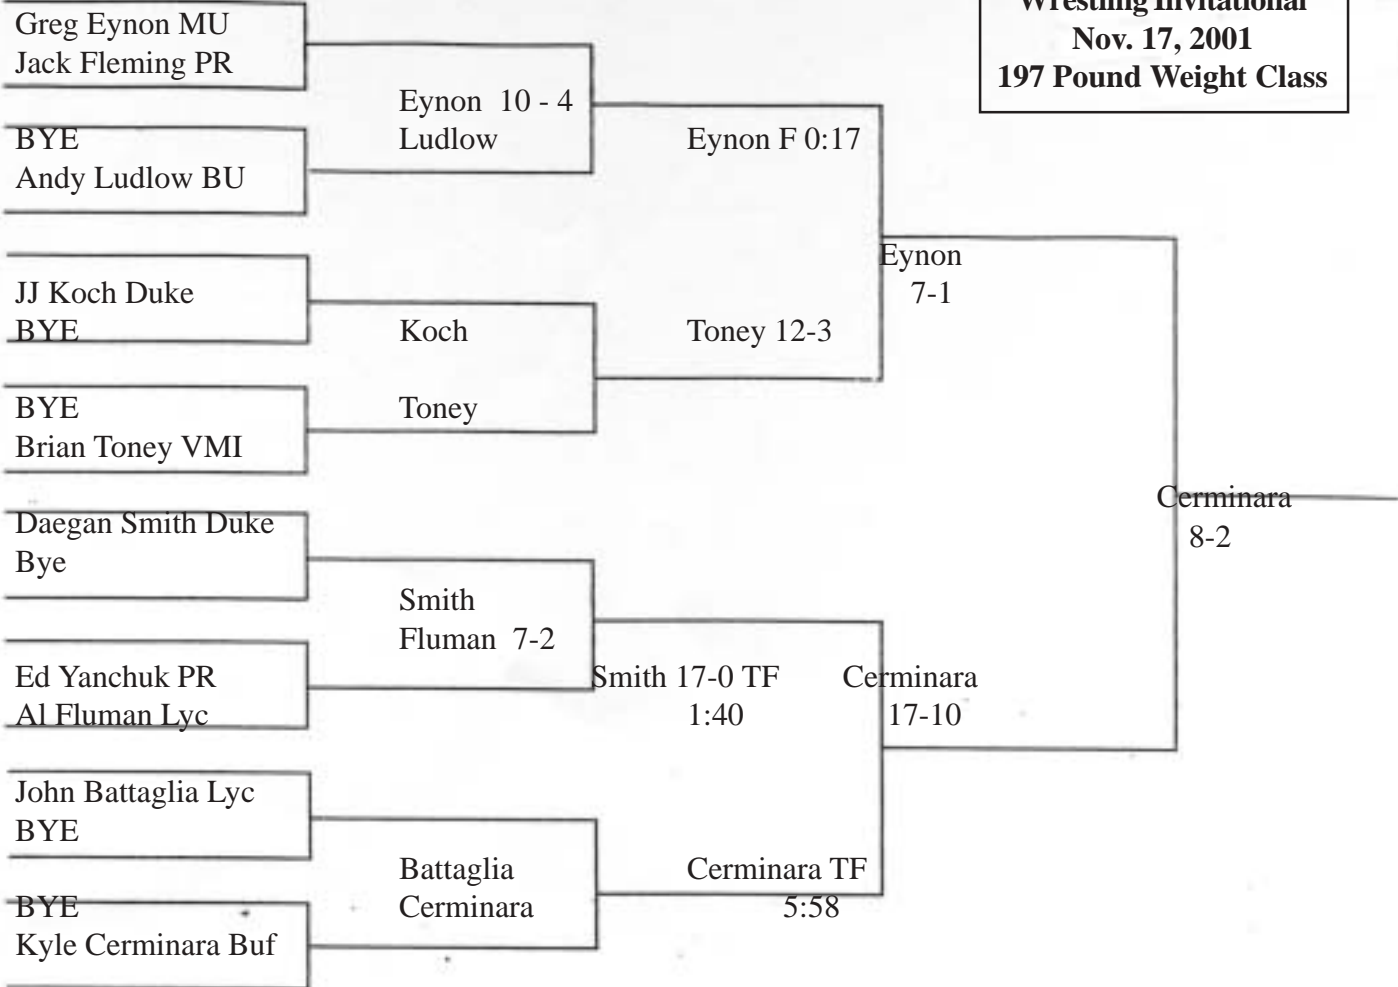 Wrestling Invitational
Nov. 17, 2001
197 Pound Weight Class
Greg Eynon MU
Jack Fleming PR
BYE
Andy Ludlow BU
JJ Koch Duke
BYE
BYE
Brian Toney VMI
Daegan Smith Duke
Bye
Ed Yanchuk PR
Al Fluman Lyc
John Battaglia Lyc
BYE
BYE
Kyle Cerminara Buf
Eynon 10 - 4
Ludlow
Koch
Toney
Smith
Fluman 7-2
Battaglia
Cerminara
Eynon F 0:17
Toney 12-3
Smith 17-0 TF
1:40
Cerminara TF
5:58
Eynon
7-1
Cerminara
17-10
Cerminara
8-2